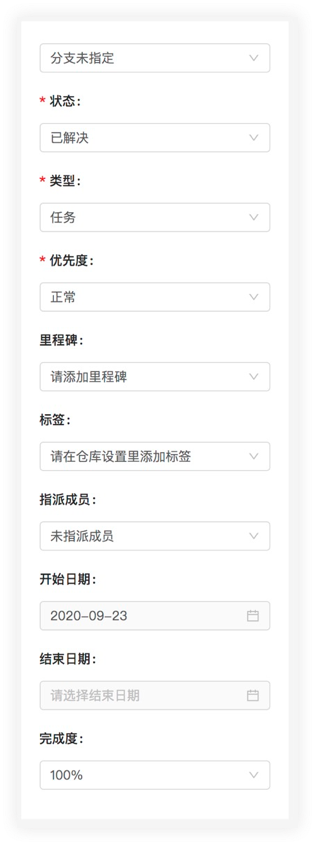 分支未指定
* 状态：
已解决
* 类型：
任务
* 优先度：
正常
里程碑：
请添加里程碑
标签：
请在仓库设置里添加标签
指派成员：
未指派成员
开始日期：
2020-09-23
结束日期：
请选择结束日期
完成度：
100%